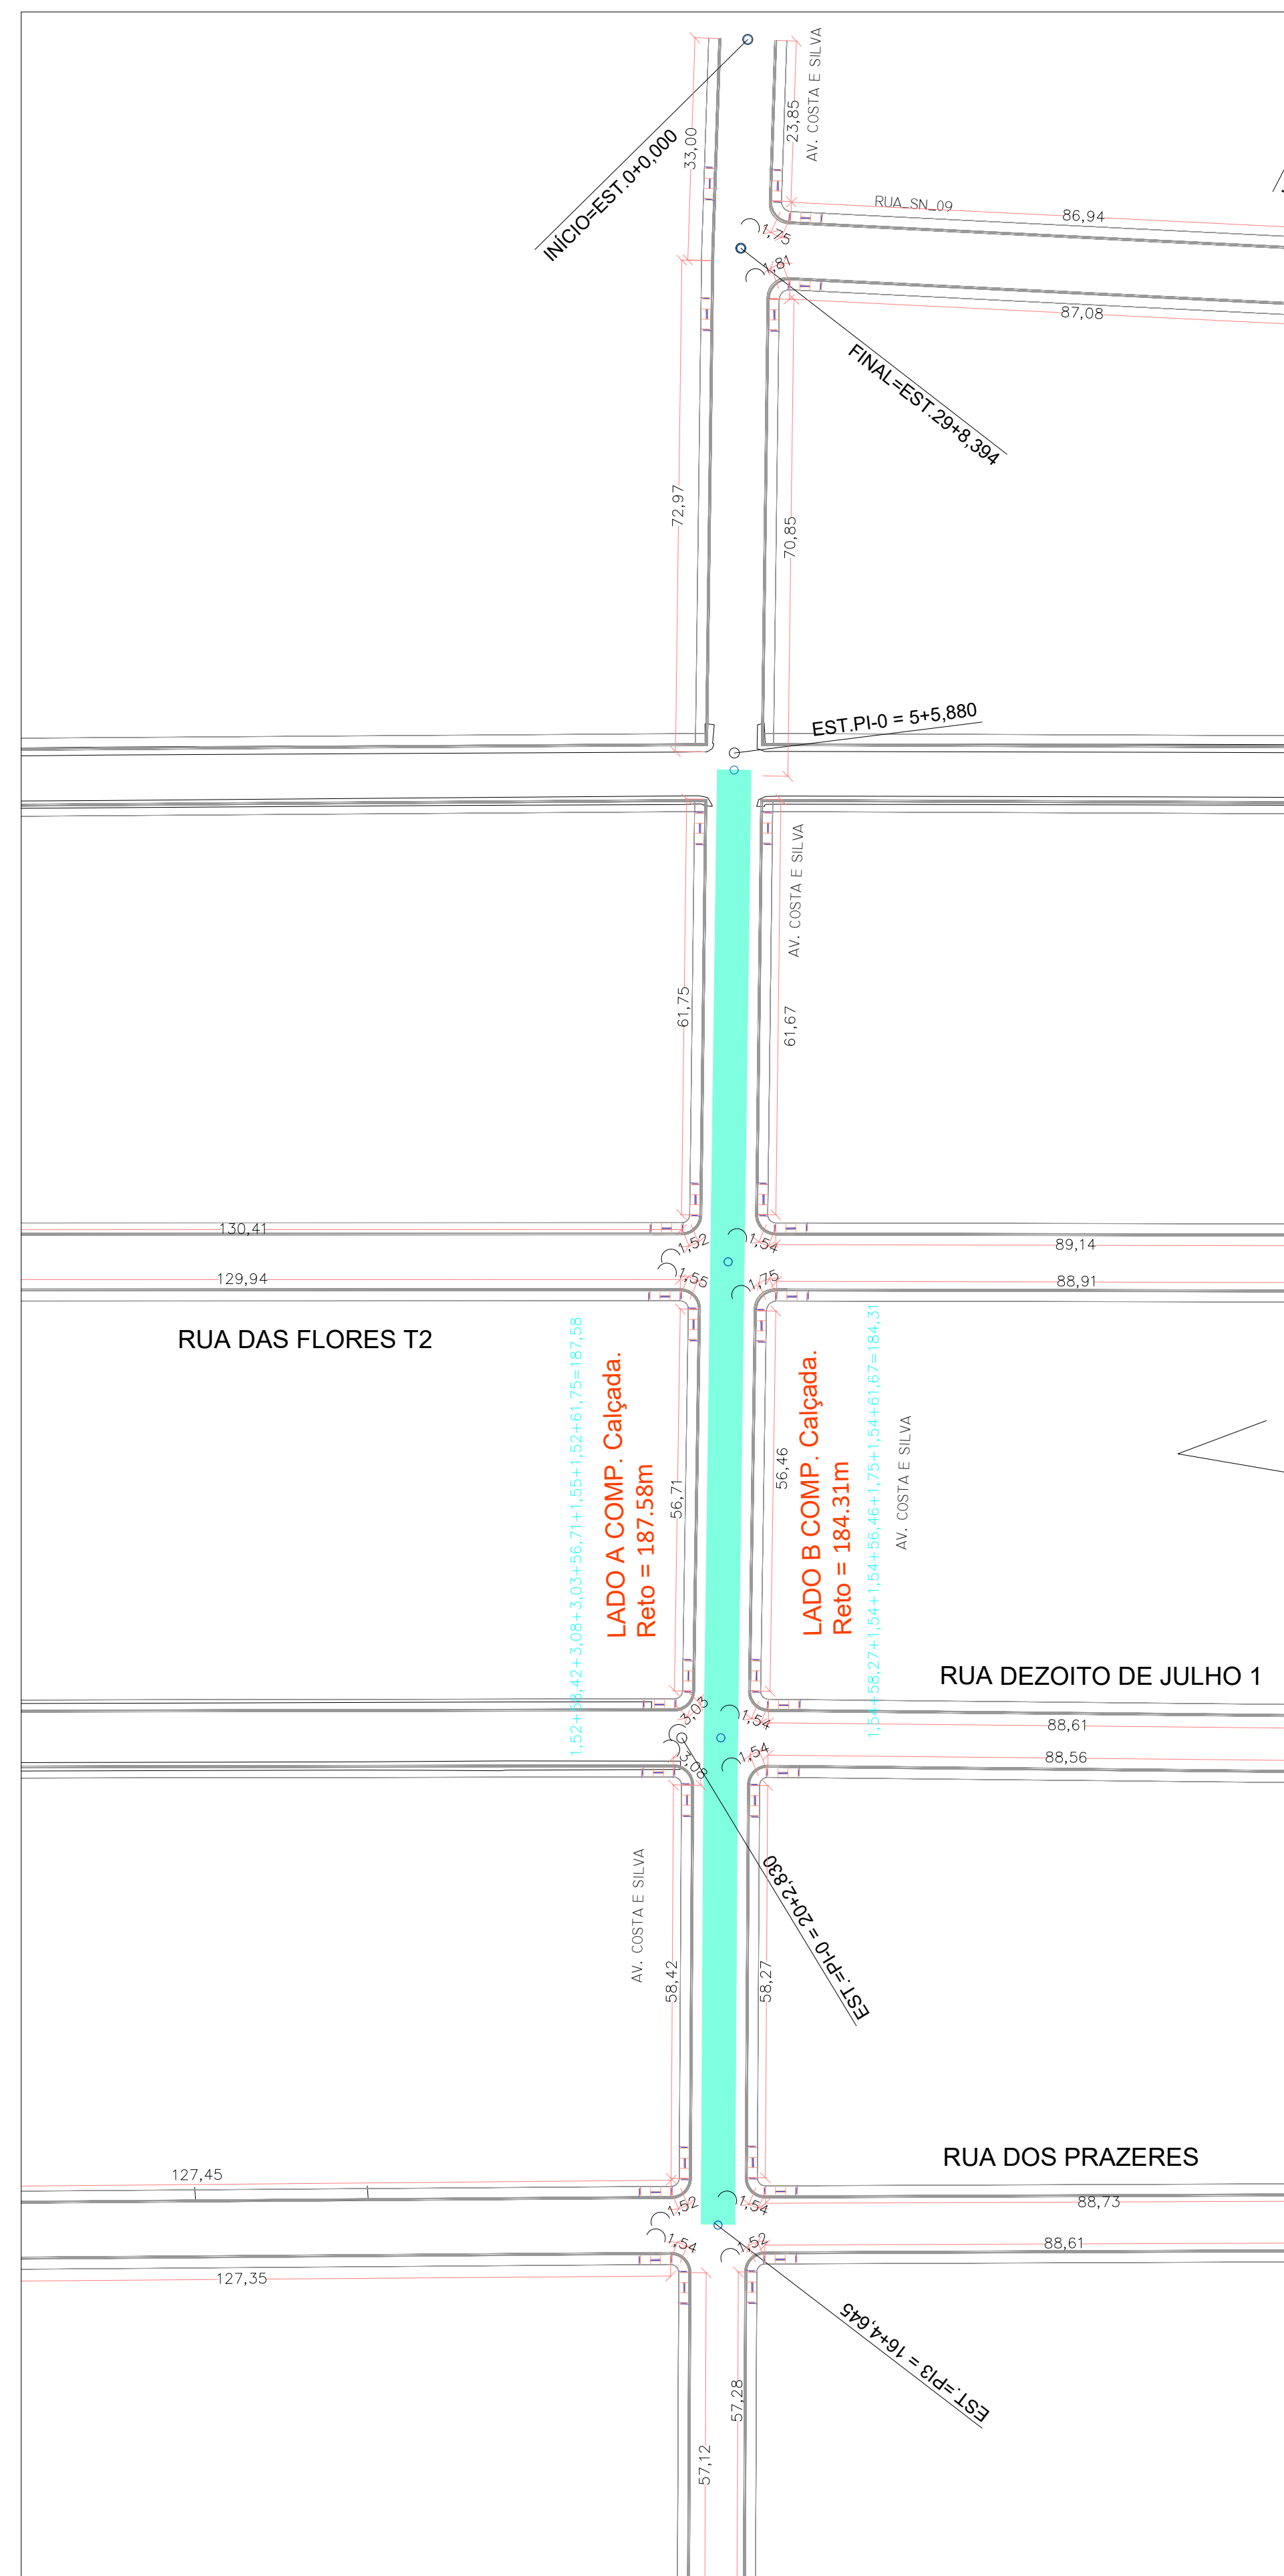 AV. COSTA E SILVA
33,00
23,85
INÍCIO=EST.0+0,000
RUA_SN_09
86,94
1,75
1,81
87,08
FINAL=EST.29+8,394
72,97
70,85
EST.PI-0 = 5+5,880
AV. COSTA E SILVA
61,75
61,67
130,41
1,52
1,54
89,14
129,94
1,55
1,75
88,91
RUA DAS FLORES T2
1,52+58,42+3,08+3,03+56,71+1,55+1,52+61,75=187,58
LADO A COMP. Calçada.
Reto = 187.58m
LADO B COMP. Calçada.
Reto = 184.31m
1,54+58,27+1,54+1,54+56,46+1,75+1,54+61,67=184,31
AV. COSTA E SILVA
56,71
56,46
RUA DEZOITO DE JULHO 1
3,03
1,54
88,61
3,08
1,54
88,56
AV. COSTA E SILVA
EST.=PI-0 = 20+2,830
58,42
58,27
RUA DOS PRAZERES
127,45
1,52
1,54
88,73
1,54
1,52
88,61
127,35
EST.=PI3 = 16+4,645
57,28
57,12